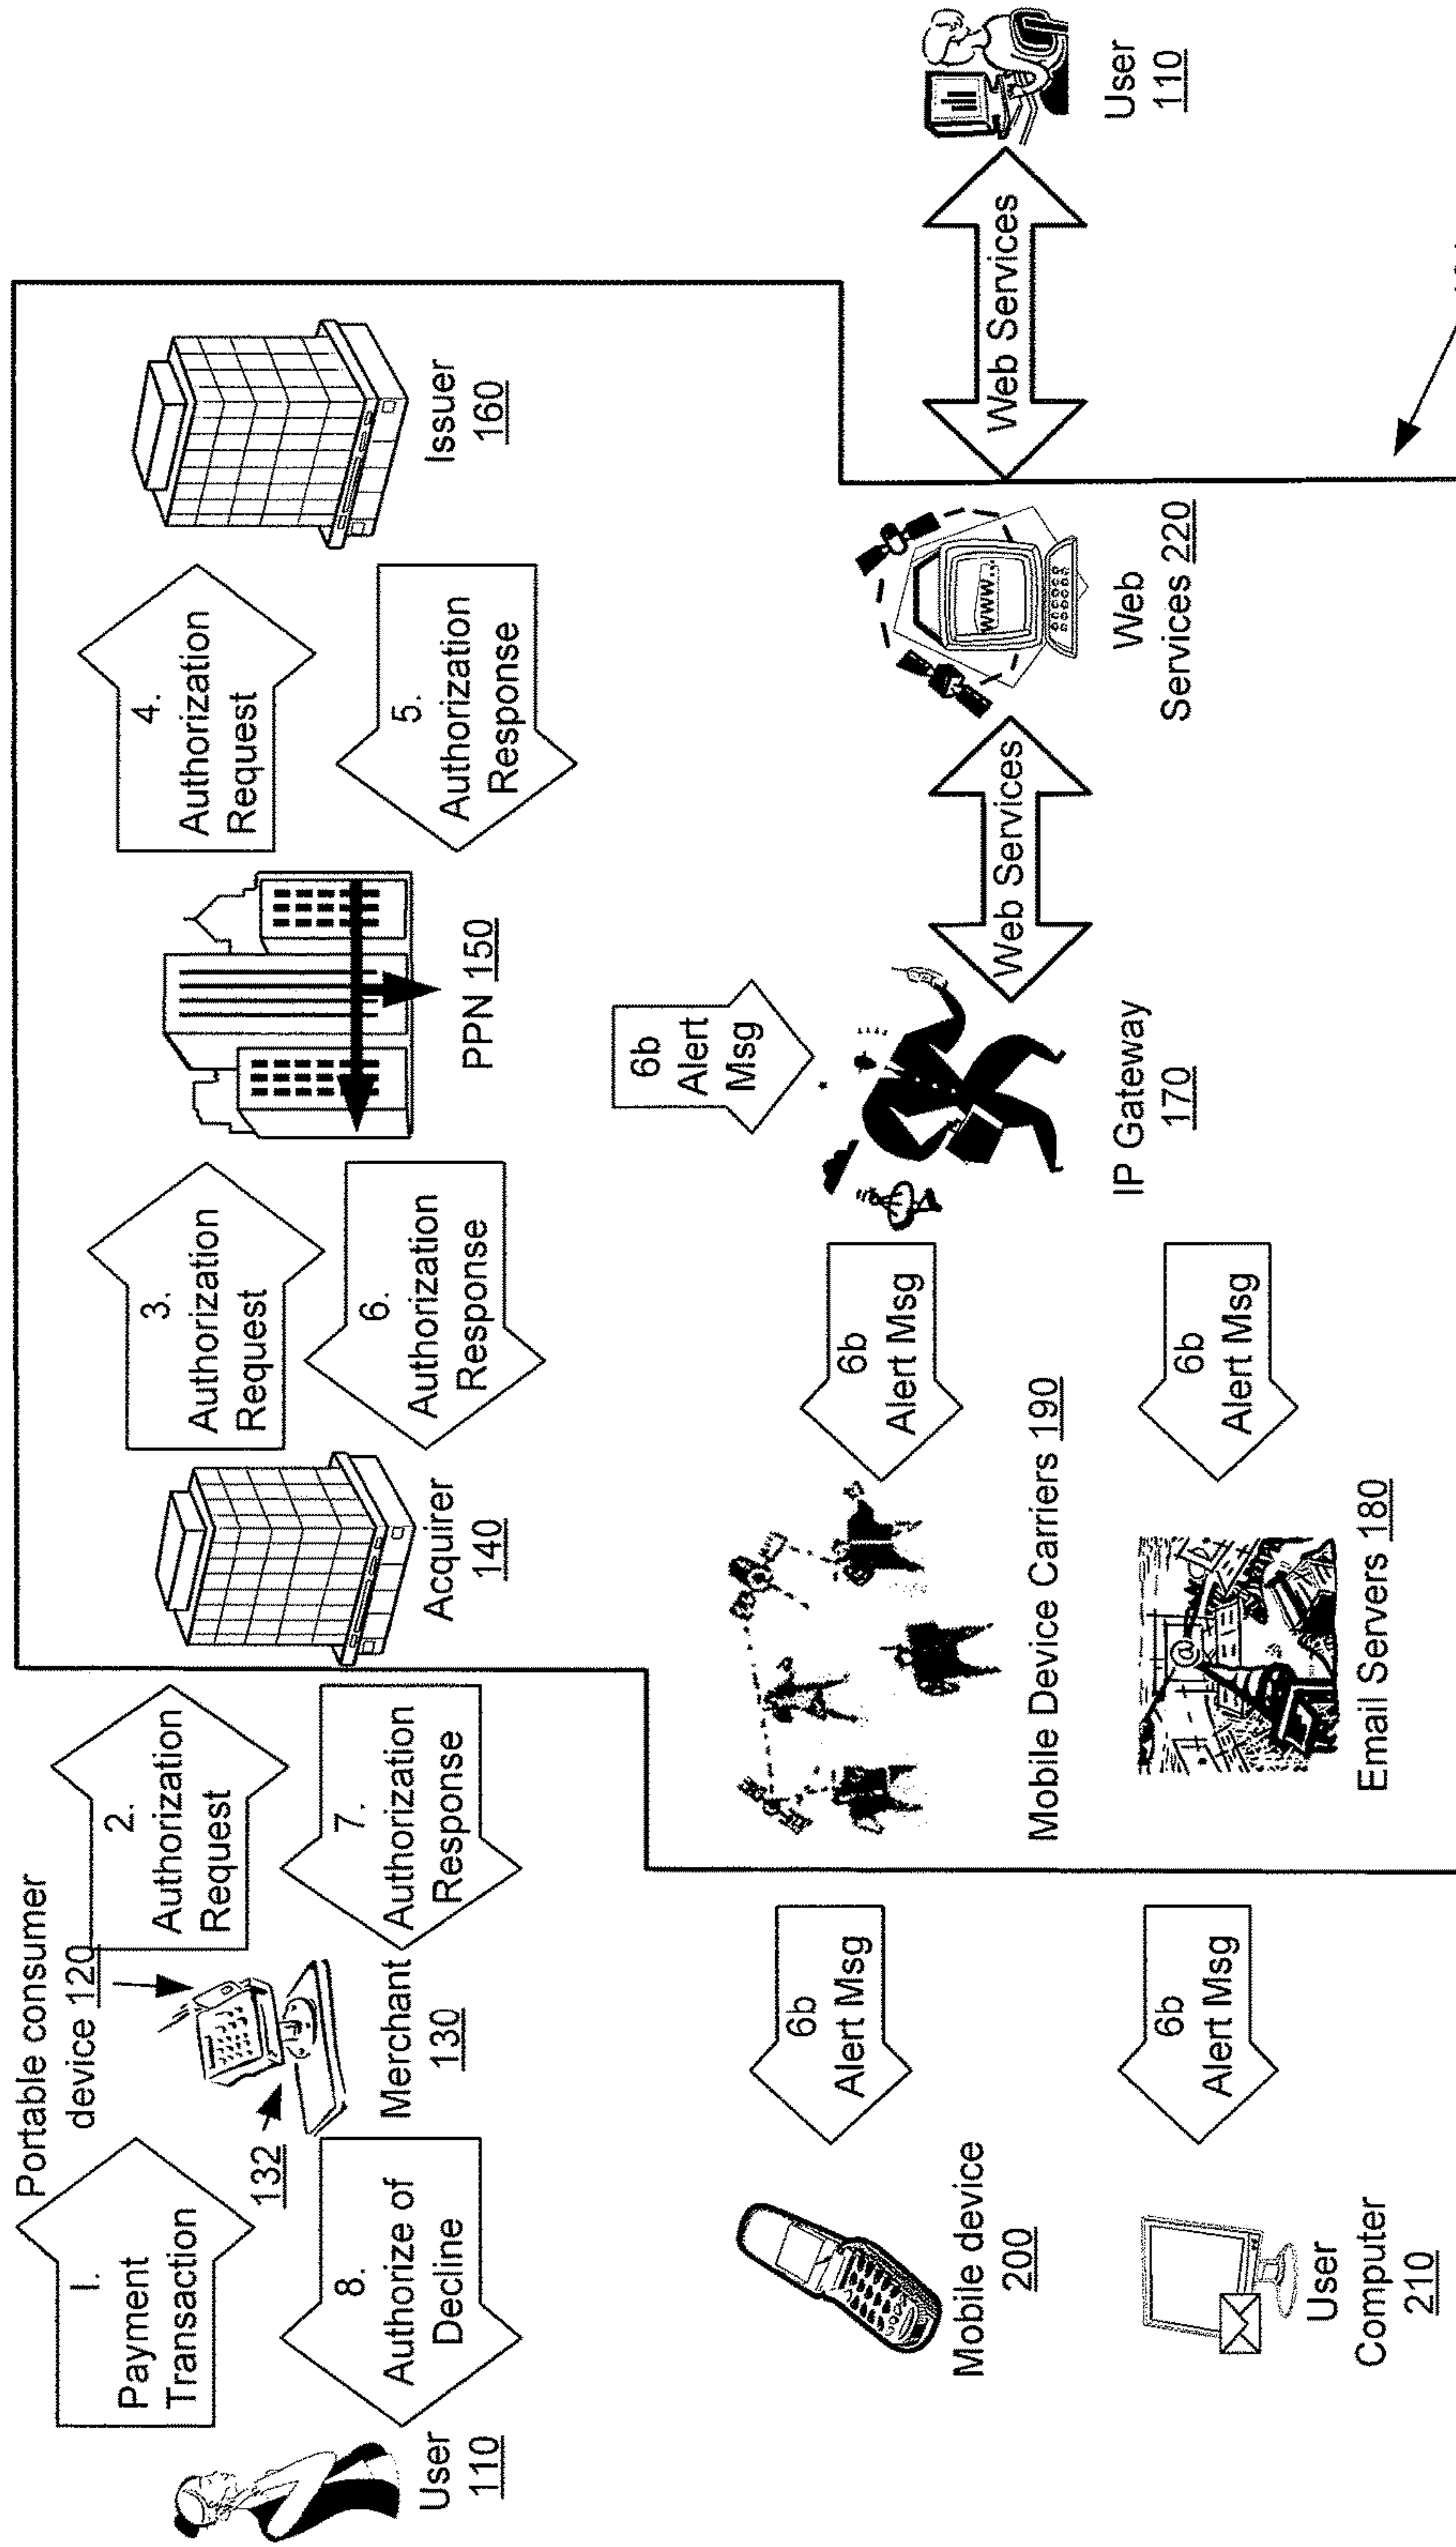 Portable consumer
device 120
1.
Payment
Transaction
2.
Authorization
Request
3.
Authorization
Request
4.
Authorization
Request
132
8.
Authorize of
Decline
7.
Authorization
Response
6.
Authorization
Response
5.
Authorization
Response
User
110
Merchant
130
Acquirer
140
PPN 150
Issuer
160
6b
Alert
Msg
6b
Alert Msg
6b
Alert Msg
Web Services
www...
Web Services
Mobile device
200
Mobile Device Carriers 190
IP Gateway
170
Web
Services 220
User
110
6b
Alert Msg
6b
Alert Msg
@
User
Computer
210
Email Servers 180